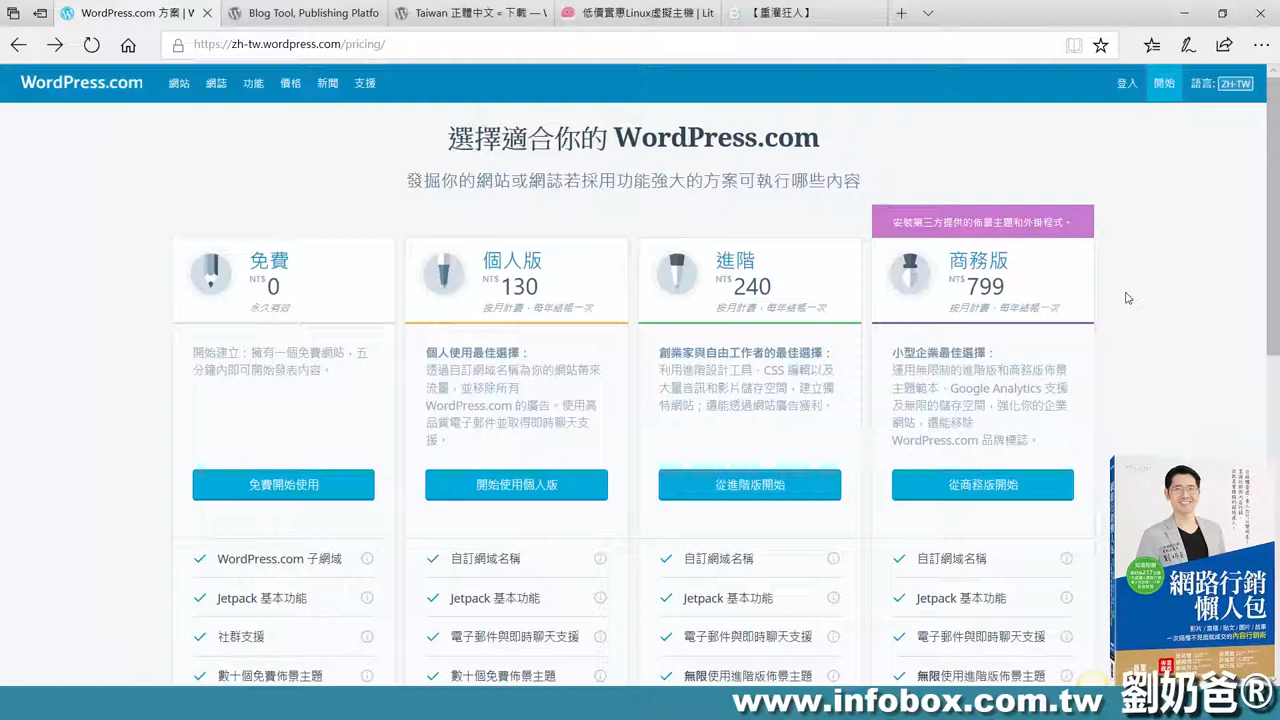 WordPress.com 方案 | V
Blog Tool, Publishing Platfo
Taiwan 正體中文 « 下載 — V
低價實惠Linux虛擬主機 | Lit
【重灌狂人】
https://zh-tw.wordpress.com/pricing/
WordPress.com 網站 網誌 功能 價格 新聞 支援 登入 開始 語言: ZH-TW
選擇適合你的 WordPress.com
發掘你的網站或網誌若採用功能強大的方案可執行哪些內容
安裝第三方提供的佈景主題和外掛程式。
免費
NT$ 0
永久有效
開始建立：擁有一個免費網站，五
分鐘內即可開始發表內容。
免費開始使用
WordPress.com 子網域
Jetpack 基本功能
社群支援
數十個免費佈景主題
個人版
NT$ 130
按月計費，每年結帳一次
個人使用最佳選擇：
透過自訂網域名稱為你的網站帶來
流量，並移除所有
WordPress.com 的廣告。使用高
品質電子郵件並取得即時聊天支
援。
開始使用個人版
自訂網域名稱
Jetpack 基本功能
電子郵件與即時聊天支援
數十個免費佈景主題
進階
NT$ 240
按月計費，每年結帳一次
創業家與自由工作者的最佳選擇：
利用進階設計工具、CSS 編輯以及
大量音訊和影片儲存空間，建立獨
特網站；還能透過網站廣告獲利。
從進階版開始
自訂網域名稱
Jetpack 基本功能
電子郵件與即時聊天支援
無限使用進階佈景主題
商務版
NT$ 799
按月計費，每年結帳一次
小型企業最佳選擇：
運用無限制的進階版和商務版佈景
主題範本、Google Analytics 支援
及無限的儲存空間，強化你的企業
網站，還能移除
WordPress.com 品牌標誌。
從商務版開始
自訂網域名稱
Jetpack 基本功能
電子郵件與即時聊天支援
無限使用進階佈景主題
網路行銷
懶人包
影片 / 直播 / 貼文 / 圖片 / 故事
一次搞懂不見面就成交的內容行銷術
www.infobox.com.tw 劉奶爸®